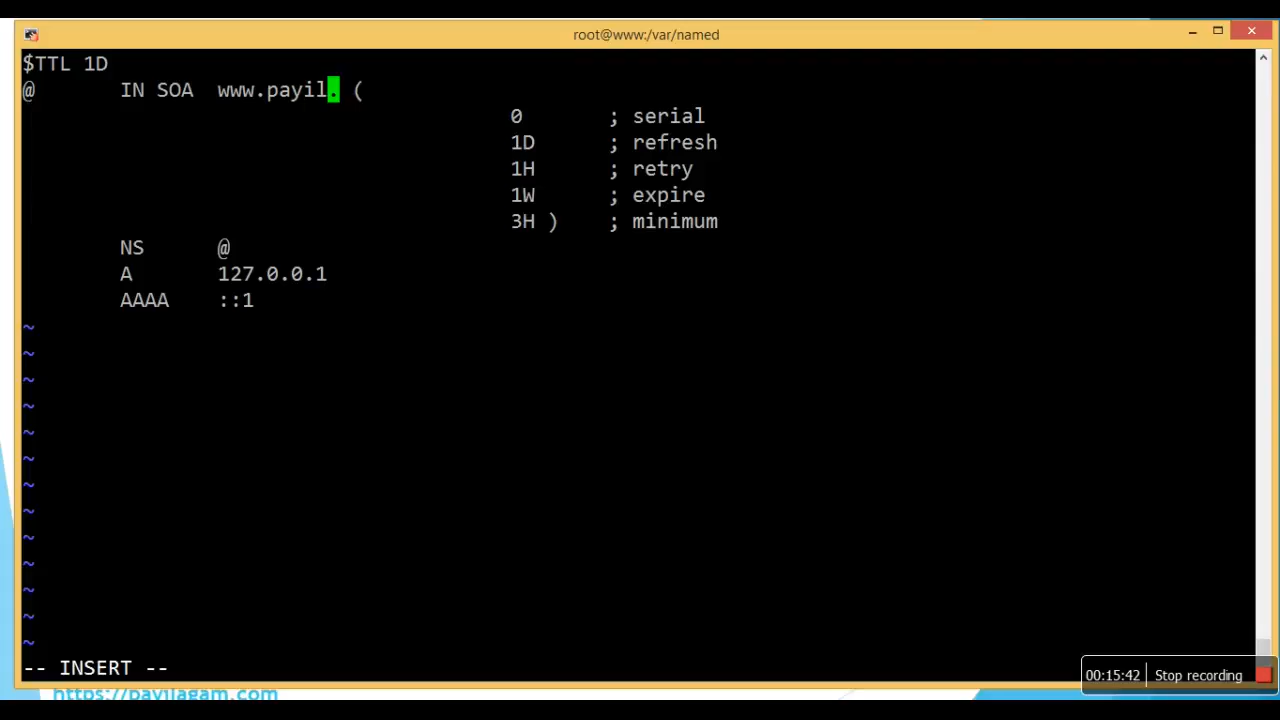 root@www:/var/named
$TTL 1D
@ IN SOA www.payil. (
0 ; serial
1D ; refresh
1H ; retry
1W ; expire
3H ) ; minimum
NS @
A 127.0.0.1
AAAA ::1
~
~
~
~
~
~
~
~
~
~
~
~
~
-- INSERT --
00:15:42 Stop recording
https://payilagam.com